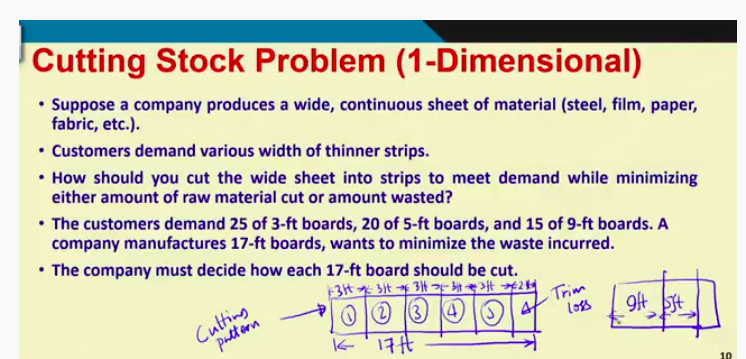 Cutting Stock Problem (1-Dimensional)
• Suppose a company produces a wide, continuous sheet of material (steel, film, paper,
fabric, etc.).
• Customers demand various width of thinner strips.
• How should you cut the wide sheet into strips to meet demand while minimizing
either amount of raw material cut or amount wasted?
• The customers demand 25 of 3-ft boards, 20 of 5-ft boards, and 15 of 9-ft boards. A
company manufactures 17-ft boards, wants to minimize the waste incurred.
• The company must decide how each 17-ft board should be cut.
3ft 3ft 3ft 3ft 3ft 2ft
Trim
loss
Cutting
pattern
1 2 3 4 5
9ft 5ft
17ft
10